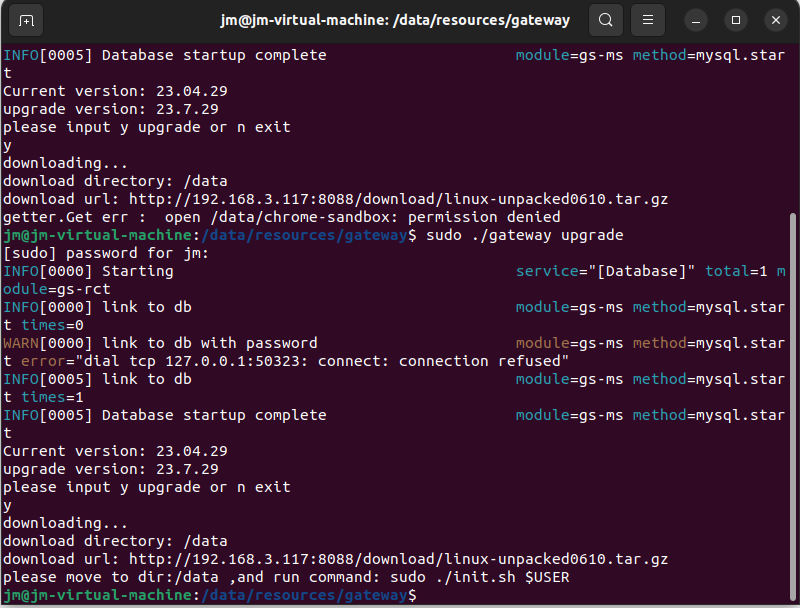 jm@jm-virtual-machine: /data/resources/gateway
INFO[0005] Database startup complete module=gs-ms method=mysql.star
t
Current version: 23.04.29
upgrade version: 23.7.29
please input y upgrade or n exit
y
downloading...
download directory: /data
download url: http://192.168.3.117:8088/download/linux-unpacked0610.tar.gz
getter.Get err :  open /data/chrome-sandbox: permission denied
jm@jm-virtual-machine:/data/resources/gateway$ sudo ./gateway upgrade
[sudo] password for jm:
INFO[0000] Starting service="[Database]" total=1 m
odule=gs-rct
INFO[0000] link to db module=gs-ms method=mysql.star
t times=0
WARN[0000] link to db with password module=gs-ms method=mysql.star
t error="dial tcp 127.0.0.1:50323: connect: connection refused"
INFO[0005] link to db module=gs-ms method=mysql.star
t times=1
INFO[0005] Database startup complete module=gs-ms method=mysql.star
t
Current version: 23.04.29
upgrade version: 23.7.29
please input y upgrade or n exit
y
downloading...
download directory: /data
download url: http://192.168.3.117:8088/download/linux-unpacked0610.tar.gz
please move to dir:/data ,and run command: sudo ./init.sh $USER
jm@jm-virtual-machine:/data/resources/gateway$